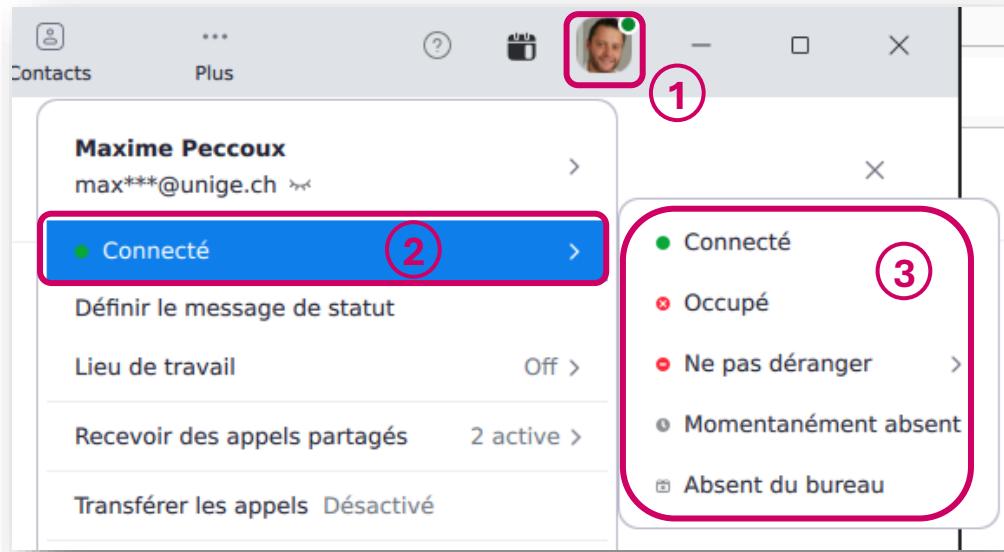 Contacts
Plus
1
Maxime Peccoux
max***@unige.ch
Connecté
2
Définir le message de statut
Lieu de travail Off
Recevoir des appels partagés 2 active
Transférer les appels Désactivé
Connecté
3
Occupé
Ne pas déranger
Momentanément absent
Absent du bureau